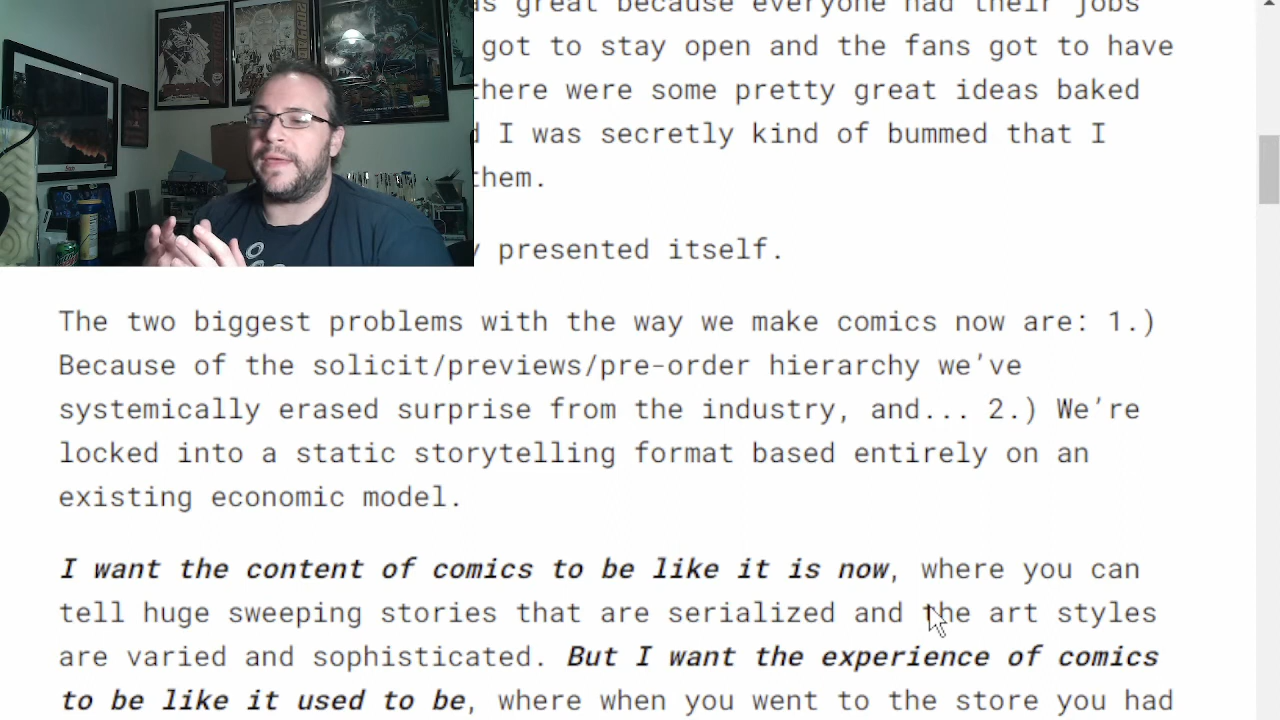 s great because everyone had their jobs
got to stay open and the fans got to have
there were some pretty great ideas baked
I was secretly kind of bummed that I
them.
y presented itself.
The two biggest problems with the way we make comics now are: 1.)
Because of the solicit/previews/pre-order hierarchy we’ve
systemically erased surprise from the industry, and... 2.) We’re
locked into a static storytelling format based entirely on an
existing economic model.
I want the content of comics to be like it is now, where you can
tell huge sweeping stories that are serialized and the art styles
are varied and sophisticated. But I want the experience of comics
to be like it used to be, where when you went to the store you had